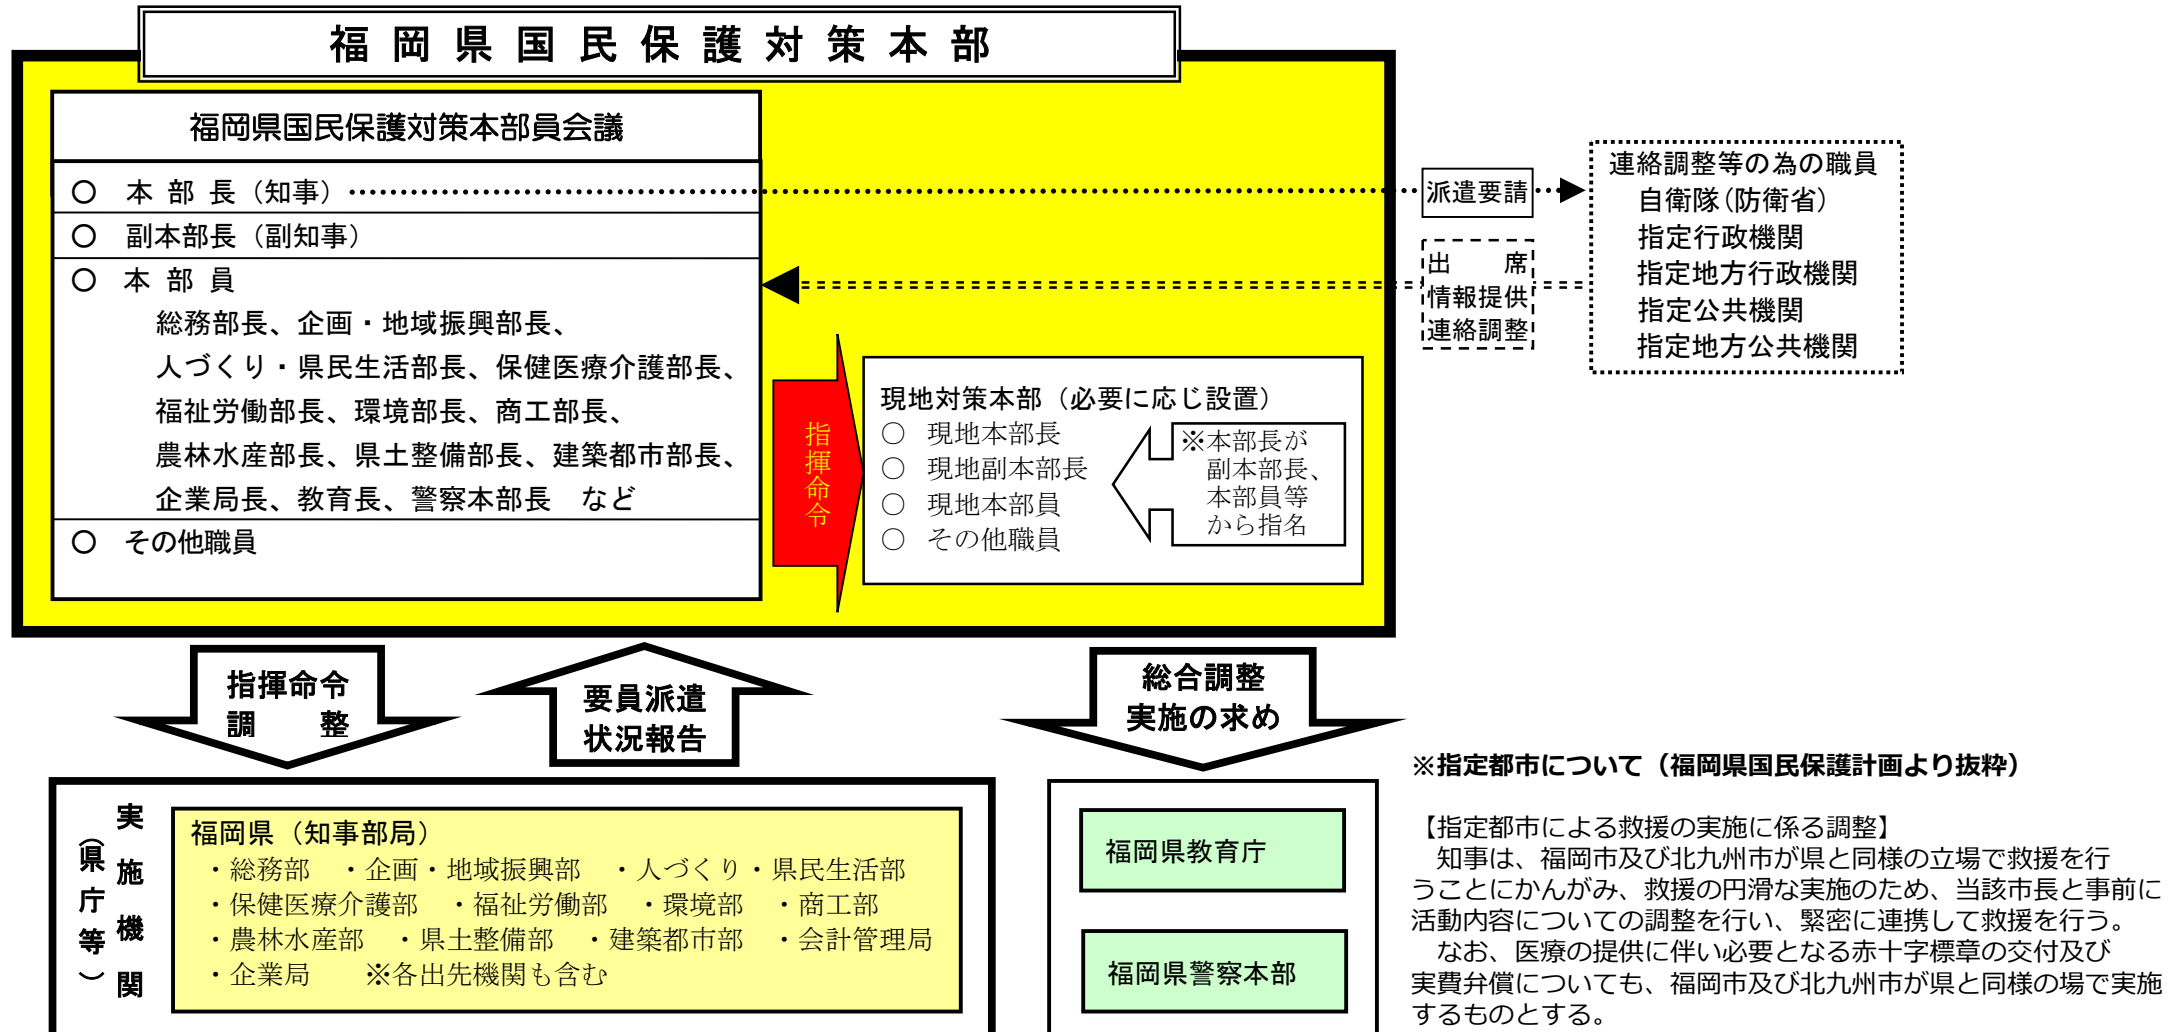 福岡県国民保護対策本部
福岡県国民保護対策本部員会議
〇 本部長（知事）
〇 副本部長（副知事）
〇 本部員
総務部長、企画・地域振興部長、
人づくり・県民生活部長、保健医療介護部長、
福祉労働部長、環境部長、商工部長、
農林水産部長、県土整備部長、建築都市部長、
企業局長、教育長、警察本部長　など
〇 その他職員
指揮命令
現地対策本部（必要に応じ設置）
〇 現地本部長
〇 現地副本部長
〇 現地本部員
〇 その他職員
※本部長が
副本部長、
本部員等
から指名
派遣要請
出　席
情報提供
連絡調整
連絡調整等の為の職員
自衛隊（防衛省）
指定行政機関
指定地方行政機関
指定公共機関
指定地方公共機関
指揮命令
調　整
要員派遣
状況報告
総合調整
実施の求め
実施機関
（県庁等）
福岡県（知事部局）
・総務部　・企画・地域振興部　・人づくり・県民生活部
・保健医療介護部　・福祉労働部　・環境部　・商工部
・農林水産部　・県土整備部　・建築都市部　・会計管理局
・企業局　　※各出先機関も含む
福岡県教育庁
福岡県警察本部
※指定都市について（福岡県国民保護計画より抜粋）
【指定都市による救援の実施に係る調整】
　知事は、福岡市及び北九州市が県と同様の立場で救援を行
うことにかんがみ、救援の円滑な実施のため、当該市長と事前に
活動内容についての調整を行い、緊密に連携して救援を行う。
　なお、医療の提供に伴い必要となる赤十字標章の交付及び
実費弁償についても、福岡市及び北九州市が県と同様の場で実施
するものとする。